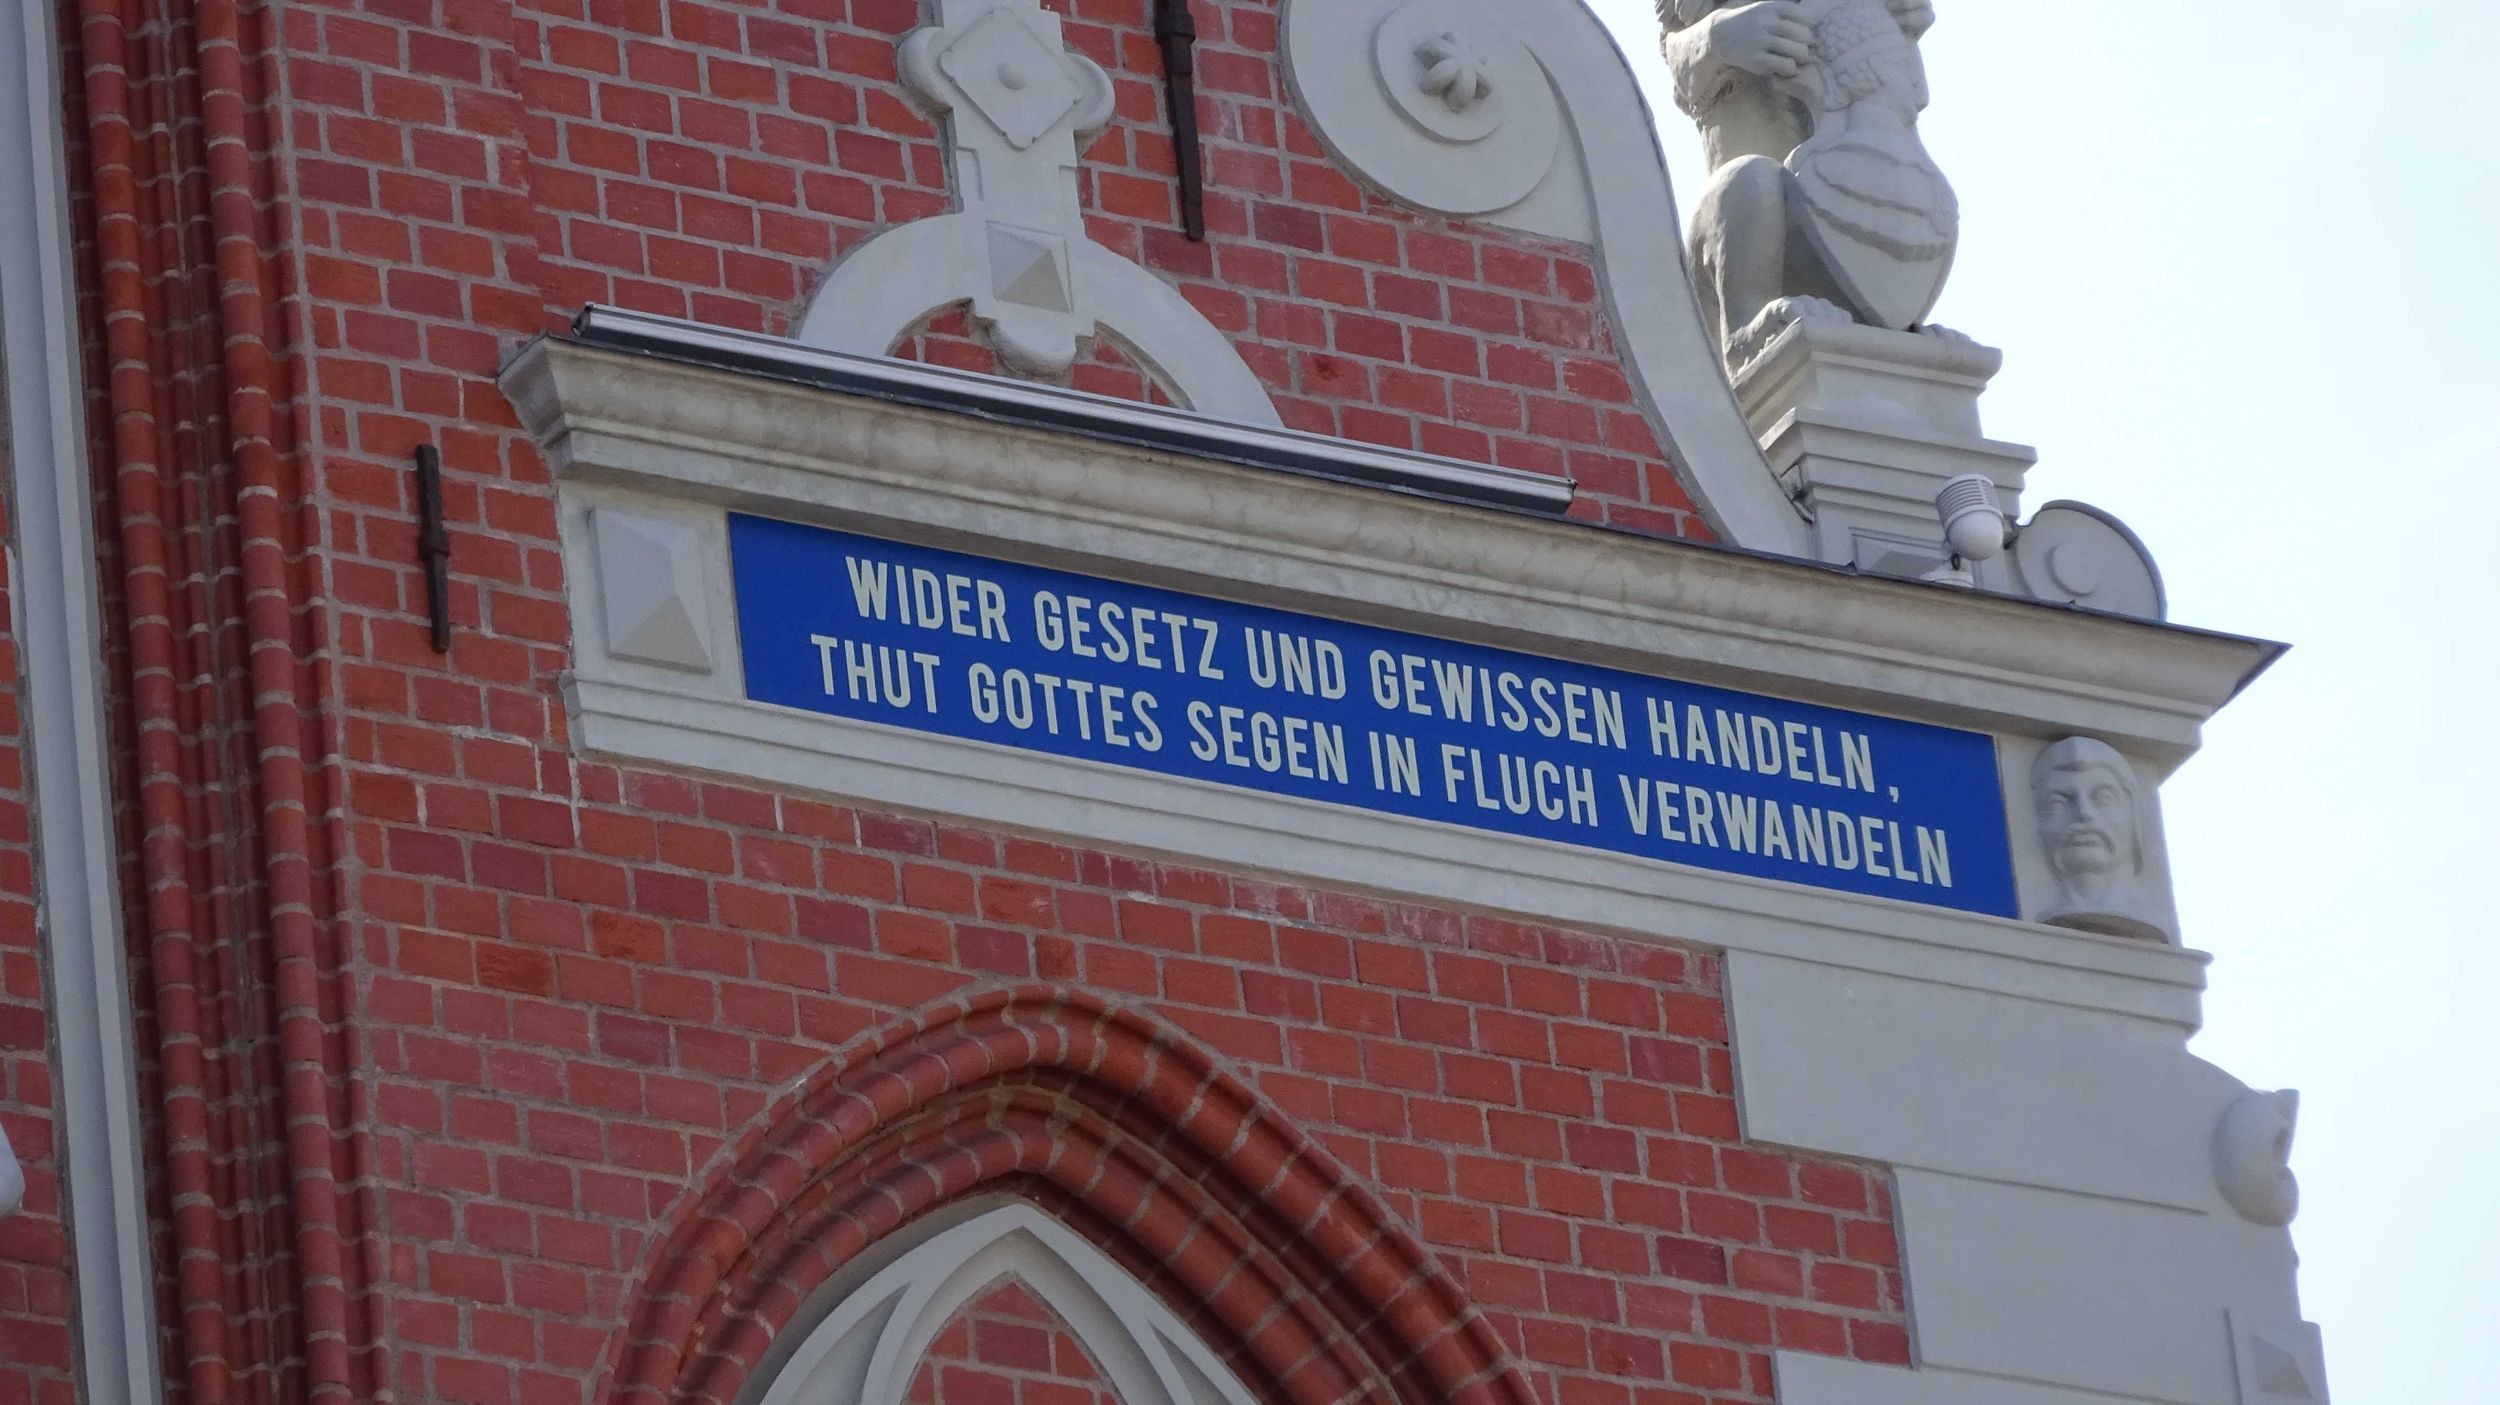 WIDER GESETZ UND GEWISSEN HANDELN,
THUT GOTTES SEGEN IN FLUCH VERWANDELN